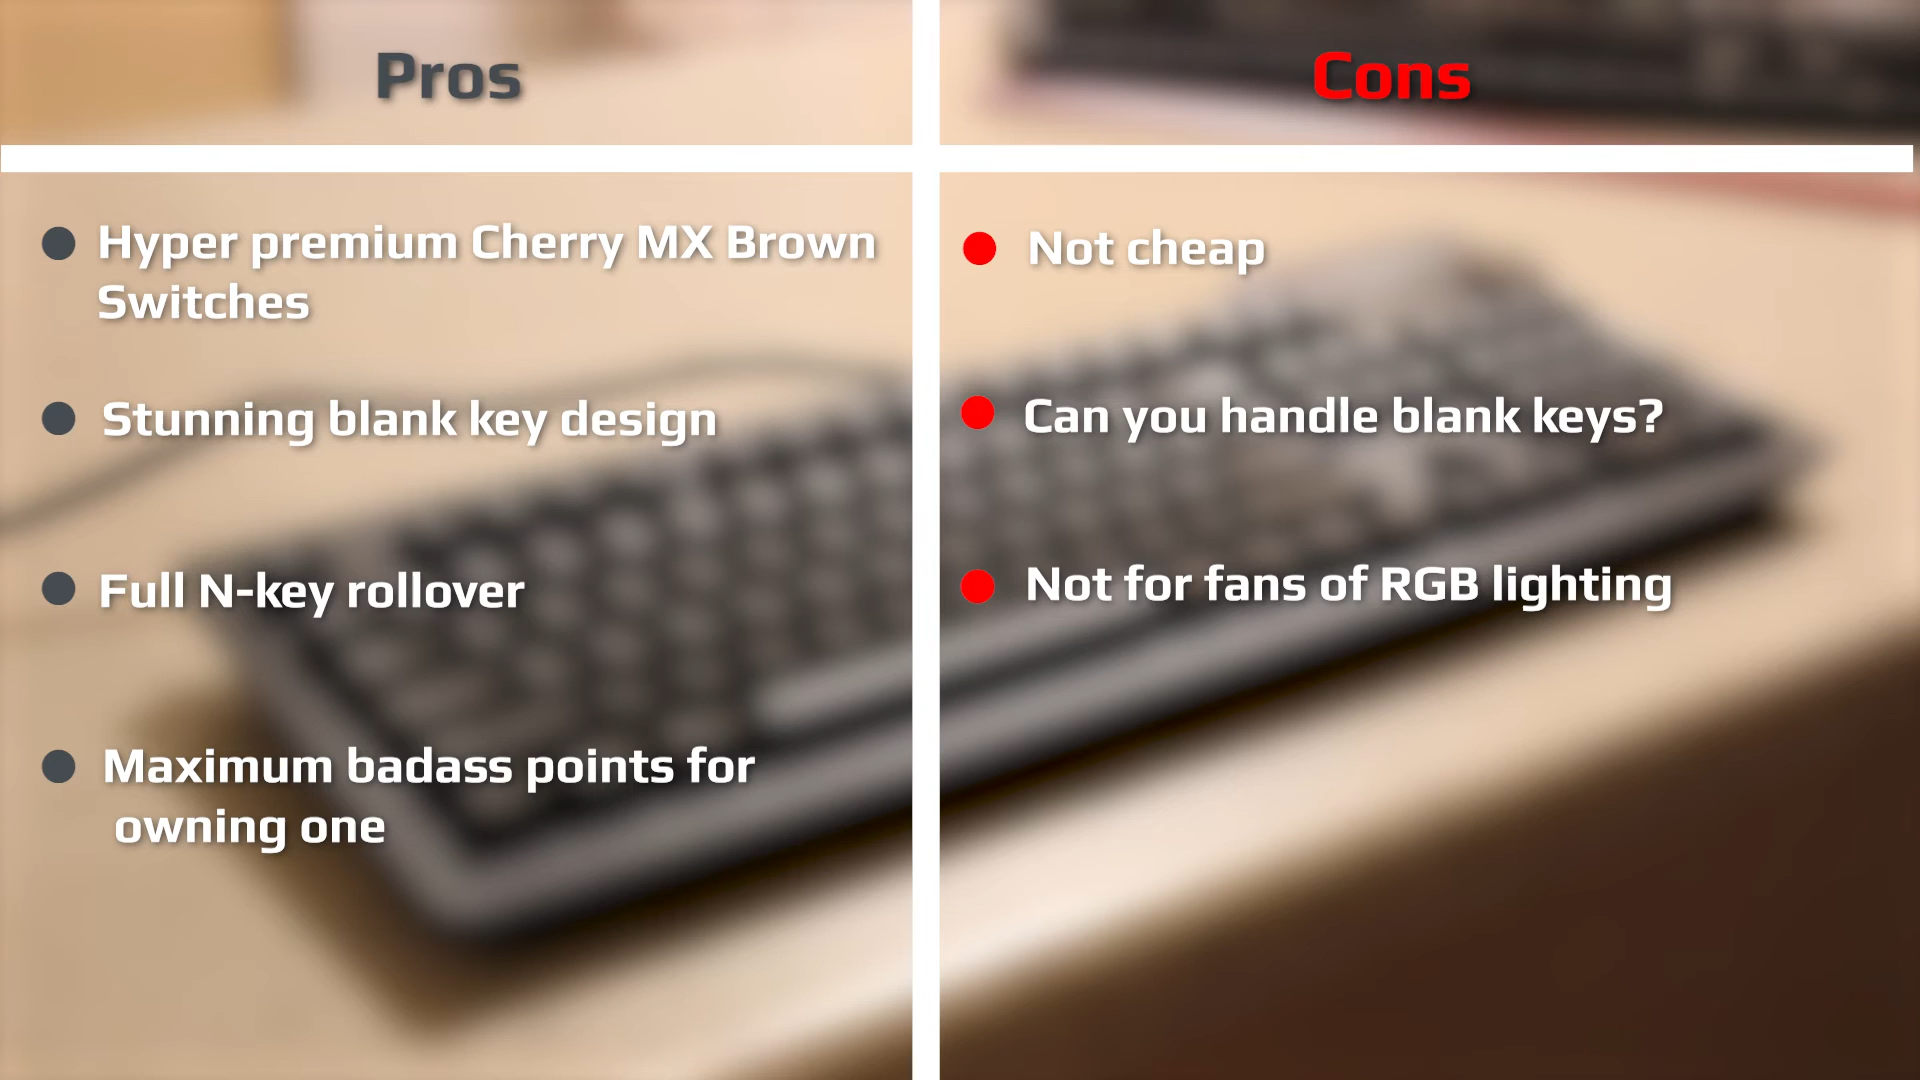 Pros
Hyper premium Cherry MX Brown
Switches
Stunning blank key design
Full N-key rollover
Maximum badass points for
owning one
Cons
Not cheap
Can you handle blank keys?
Not for fans of RGB lighting